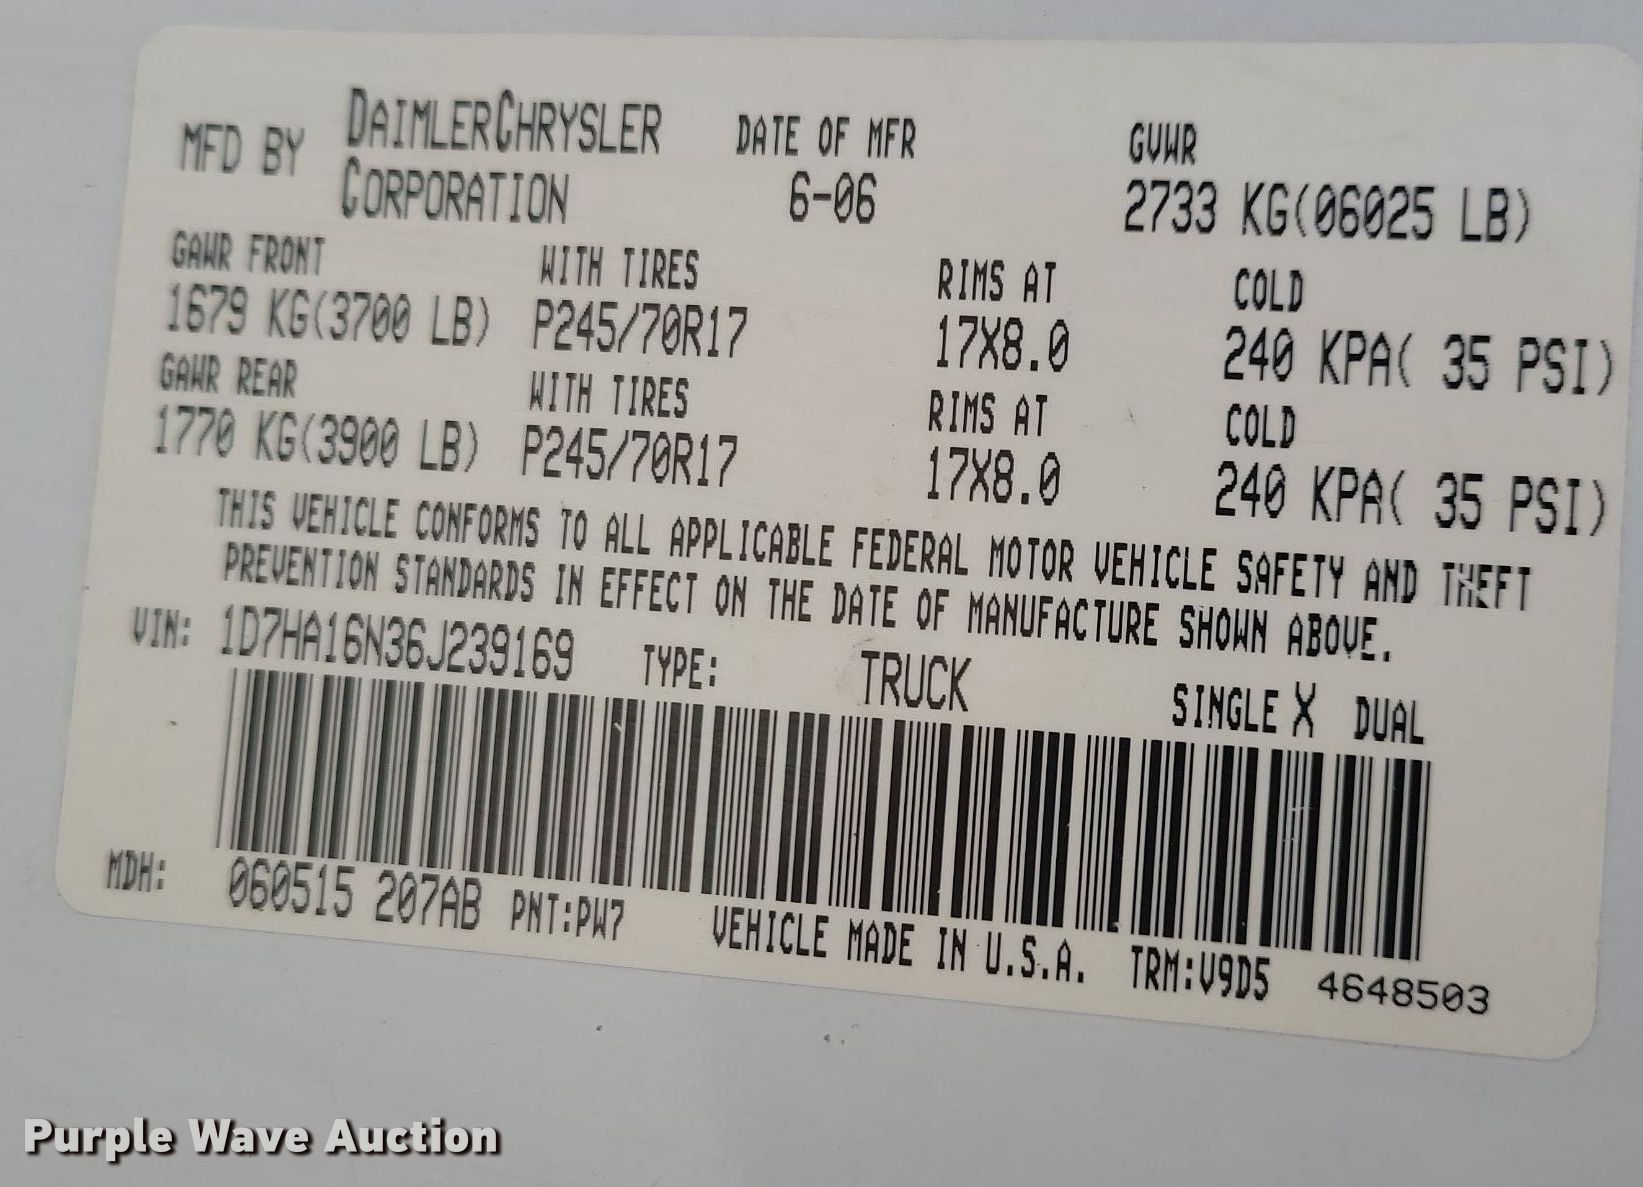 MFD BY DAIMLERCHRYSLER CORPORATION DATE OF MFR 6-06 GVWR 2733 KG(06025 LB)
GAWR FRONT WITH TIRES RIMS AT COLD
1679 KG(3700 LB) P245/70R17 17X8.0 240 KPA( 35 PSI)
GAWR REAR WITH TIRES RIMS AT COLD
1770 KG(3900 LB) P245/70R17 17X8.0 240 KPA( 35 PSI)
THIS VEHICLE CONFORMS TO ALL APPLICABLE FEDERAL MOTOR VEHICLE SAFETY AND THEFT
PREVENTION STANDARDS IN EFFECT ON THE DATE OF MANUFACTURE SHOWN ABOVE.
VIN: 1D7HA16N36J239169 TYPE: TRUCK SINGLE X DUAL
MDH: 060515 207AB PNT:PW7 VEHICLE MADE IN U.S.A. TRM:V9D5 4648503
Purple Wave Auction